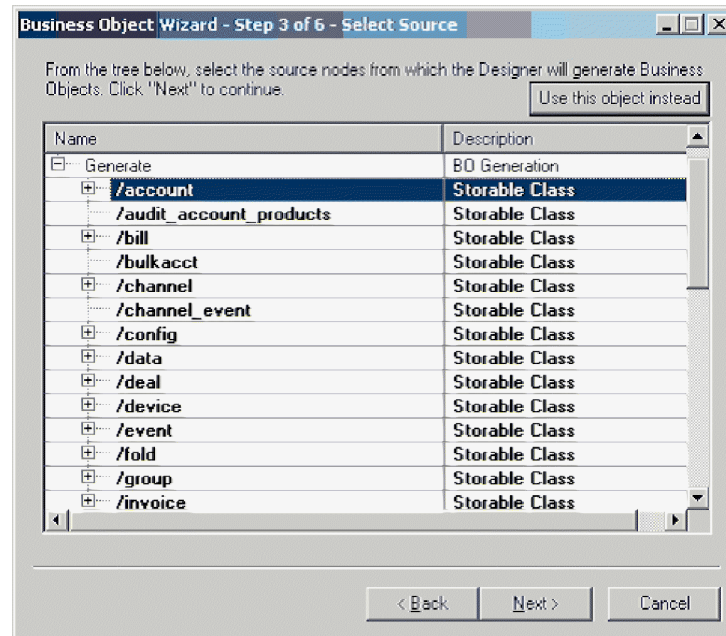 Business Object Wizard - Step 3 of 6 - Select Source
From the tree below, select the source nodes from which the Designer will generate Business
Objects. Click "Next" to continue.
Use this object instead
Name Description
Generate BO Generation
/account Storable Class
/audit_account_products Storable Class
/bill Storable Class
/bulkacct Storable Class
/channel Storable Class
/channel_event Storable Class
/config Storable Class
/data Storable Class
/deal Storable Class
/device Storable Class
/event Storable Class
/fold Storable Class
/group Storable Class
/invoice Storable Class
< Back Next > Cancel